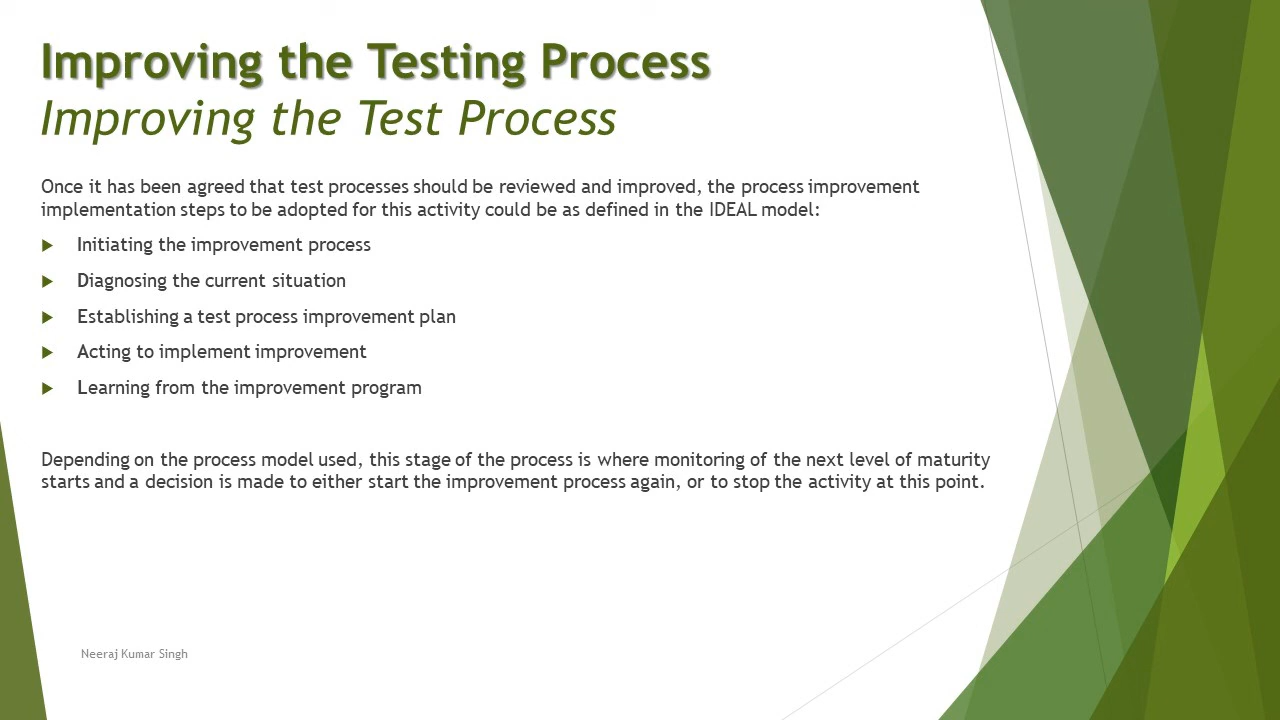 Improving the Testing Process
Improving the Test Process
Once it has been agreed that test processes should be reviewed and improved, the process improvement
implementation steps to be adopted for this activity could be as defined in the IDEAL model:
Initiating the improvement process
Diagnosing the current situation
Establishing a test process improvement plan
Acting to implement improvement
Learning from the improvement program
Depending on the process model used, this stage of the process is where monitoring of the next level of maturity
starts and a decision is made to either start the improvement process again, or to stop the activity at this point.
Neeraj Kumar Singh